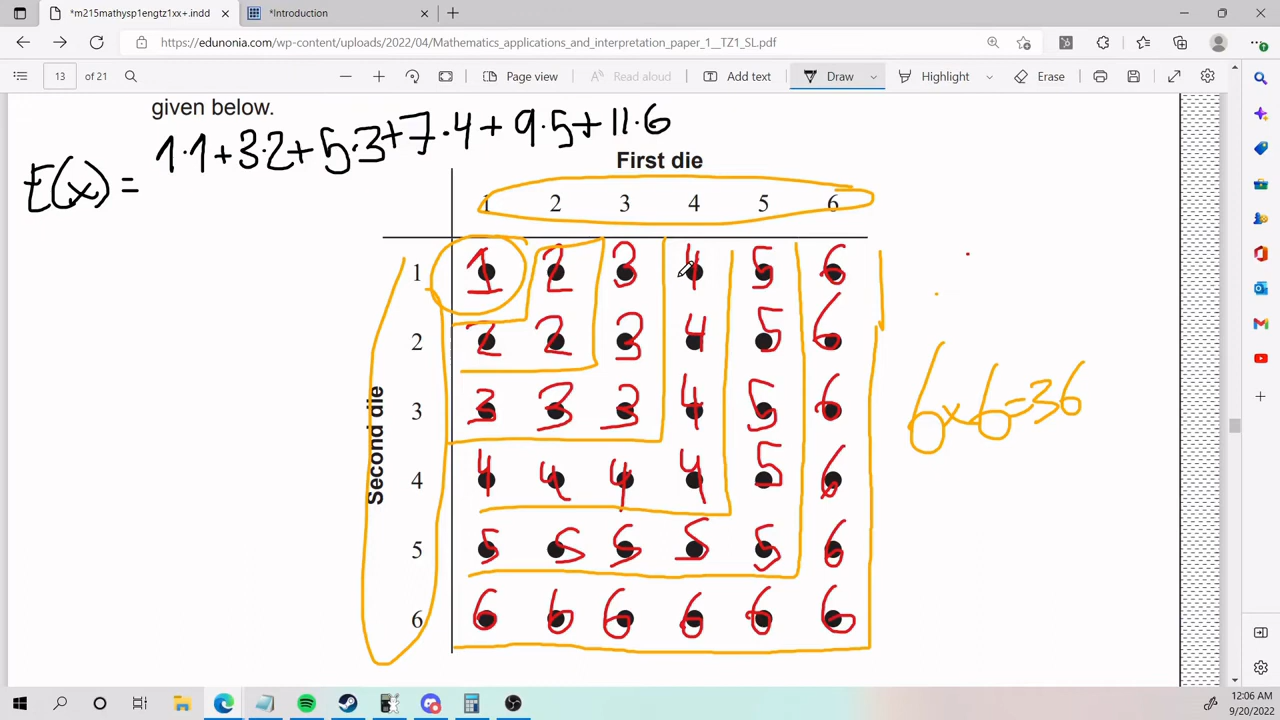 *m215mathysp1engtz1xx+.indd
*Introduction
https://edunonia.com/wp-content/uploads/2022/04/Mathematics_applications_and_interpretation_paper_1__TZ1_SL.pdf
13 of 21
Page view
Read aloud
Add text
Draw
Highlight
Erase
given below.
1·1+3·2+5·3+7·4+9·5+11·6
E(x) =
First die
1 2 3 4 5 6
1 1 2 3 4 5 6
2 2 2 3 4 5 6
3 3 3 3 4 5 6
4 4 4 4 4 5 6
5 5 5 5 5 5 6
6 6 6 6 6 6 6
Second die
6x6=36
12:06 AM
9/20/2022